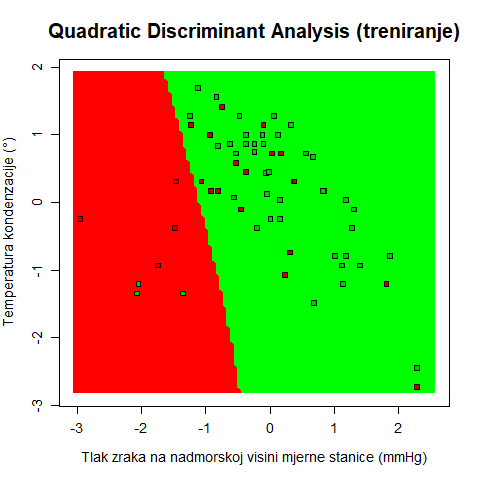 Quadratic Discriminant Analysis (treniranje)
Temperatura kondenzacije (°)
2
1
0
-1
-2
-3
-3 -2 -1 0 1 2
Tlak zraka na nadmorskoj visini mjerne stanice (mmHg)